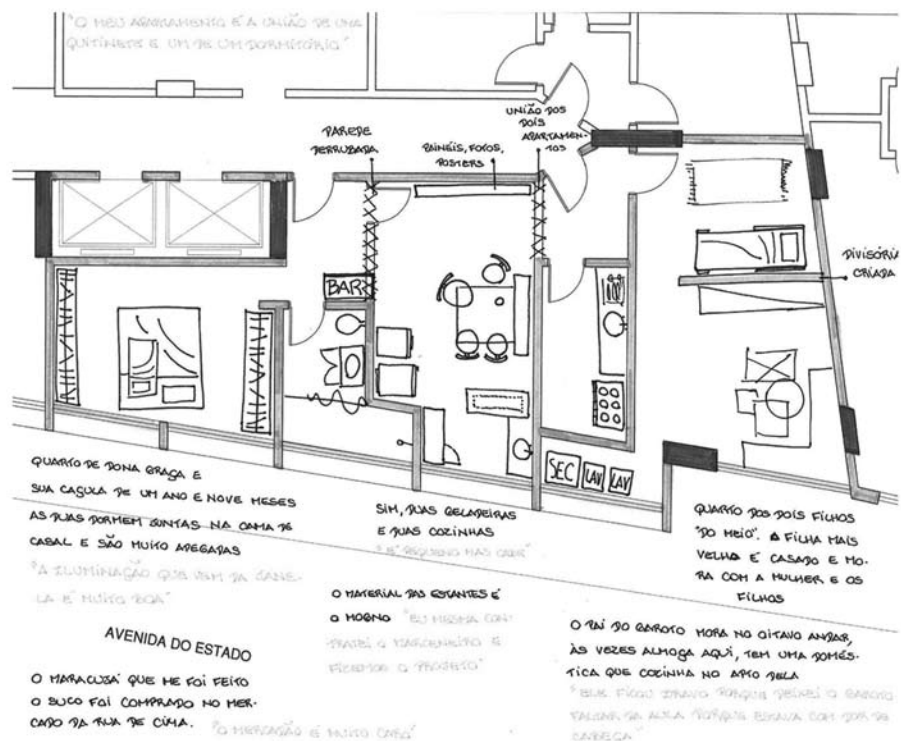 "O MEU APARTAMENTO É A UNIÃO DE UMA
QUITINETE E UM DE UM DORMITÓRIO"
PAREDE
DERRUBADA
PAINÉIS, FOTOS,
POSTERS
UNIÃO DOS
DOIS
APARTAMEN-
TOS
DIVISÓRIA
CRIADA
BAR
SEC LAV LAV
QUARTO DE DONA GRAÇA E
SUA CAÇULA DE UM ANO E NOVE MESES
AS DUAS DORMEM JUNTAS NA CAMA DE
CASAL E SÃO MUITO APEGADAS
"A ILUMINAÇÃO QUE VEM DA JANE-
LA É MUITO BOA"
SIM, DUAS GELADEIRAS
E DUAS COZINHAS
"É PEQUENO MAS CABE"
QUARTO DOS DOIS FILHOS
"DO MEIO". A FILHA MAIS
VELHA É CASADO E MO-
RA COM A MULHER E OS
FILHOS
O MATERIAL DAS ESTANTES É
O MOGNO "EU MESMA CON-
TRATEI O MARCENEIRO E
FIZEMOS O PROJETO"
AVENIDA DO ESTADO
O MARACUJÁ QUE ME FOI FEITO
O SUCO FOI COMPRADO NO MER-
CADO DA RUA DE CIMA. "O MERCADÃO É MUITO CARO"
O PAI DO GAROTO MORA NO OITAVO ANDAR,
ÀS VEZES ALMOÇA AQUI, TEM UMA DOMÉS-
TICA QUE COZINHA NO APTO DELA
"ELE FICOU BRAVO PORQUE DEIXEI O GAROTO
FALTAR DA AULA PORQUE ESTAVA COM DOR DE
CABEÇA"